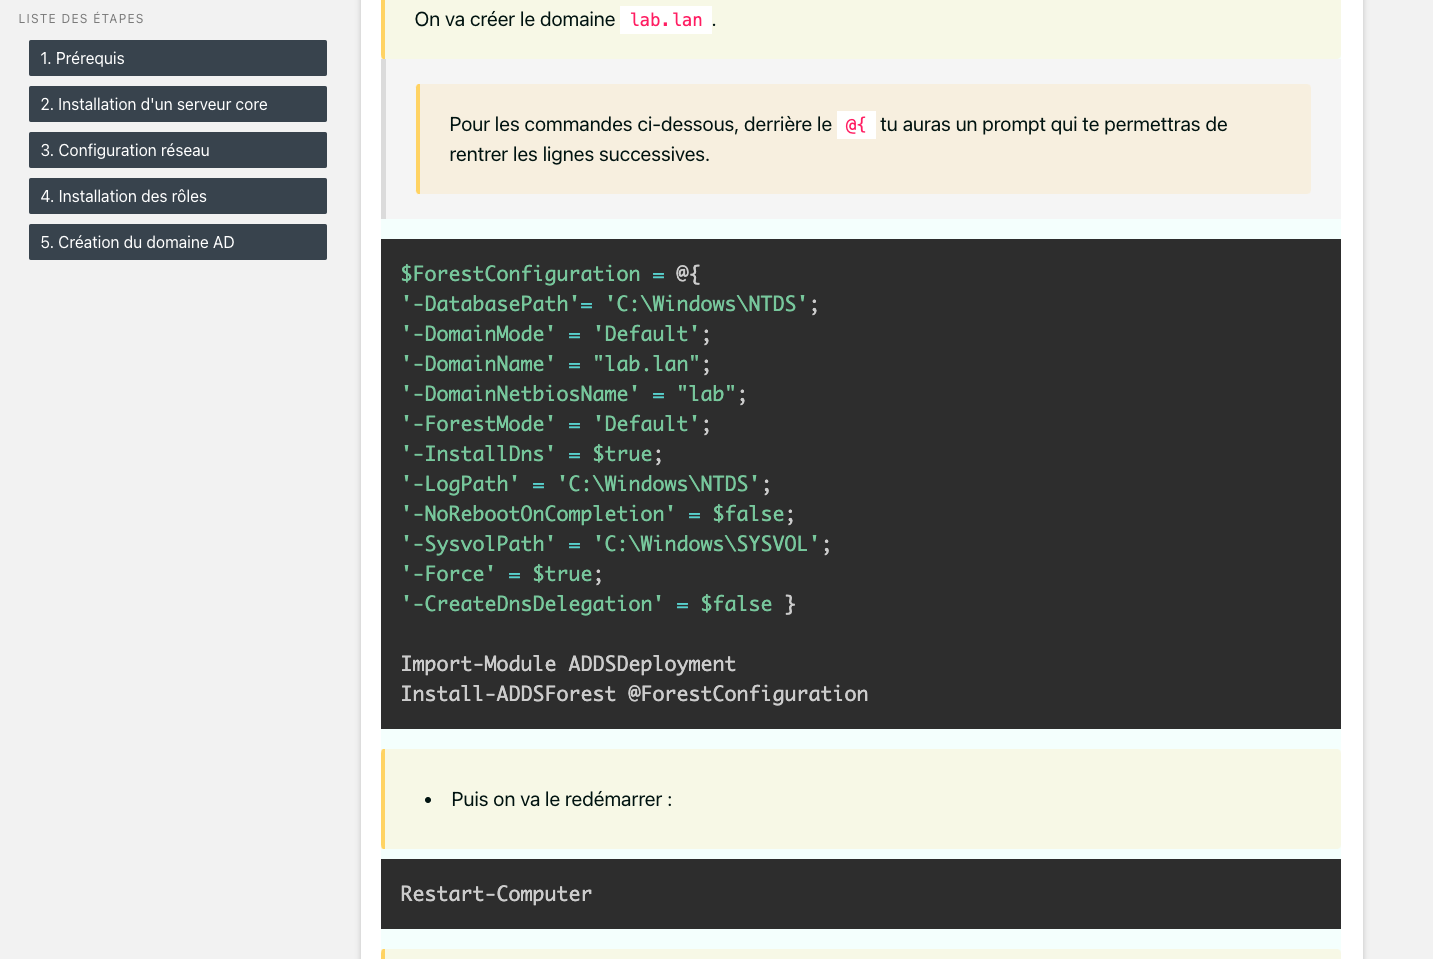 LISTE DES ÉTAPES
1. Prérequis
2. Installation d'un serveur core
3. Configuration réseau
4. Installation des rôles
5. Création du domaine AD
On va créer le domaine lab.lan.
Pour les commandes ci-dessous, derrière le @{ tu auras un prompt qui te permettras de
rentrer les lignes successives.
$ForestConfiguration = @{
'-DatabasePath'= 'C:\Windows\NTDS';
'-DomainMode' = 'Default';
'-DomainName' = "lab.lan";
'-DomainNetbiosName' = "lab";
'-ForestMode' = 'Default';
'-InstallDns' = $true;
'-LogPath' = 'C:\Windows\NTDS';
'-NoRebootOnCompletion' = $false;
'-SysvolPath' = 'C:\Windows\SYSVOL';
'-Force' = $true;
'-CreateDnsDelegation' = $false }
Import-Module ADDSDeployment
Install-ADDSForest @ForestConfiguration
• Puis on va le redémarrer :
Restart-Computer